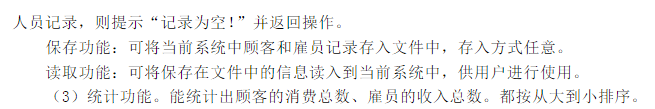 人员记录，则提示“记录为空！”并返回操作。
保存功能：可将当前系统中顾客和雇员记录存入文件中，存入方式任意。
读取功能：可将保存在文件中的信息读入到当前系统中，供用户进行使用。
（3）统计功能。能统计出顾客的消费总数、雇员的收入总数。都按从大到小排序。